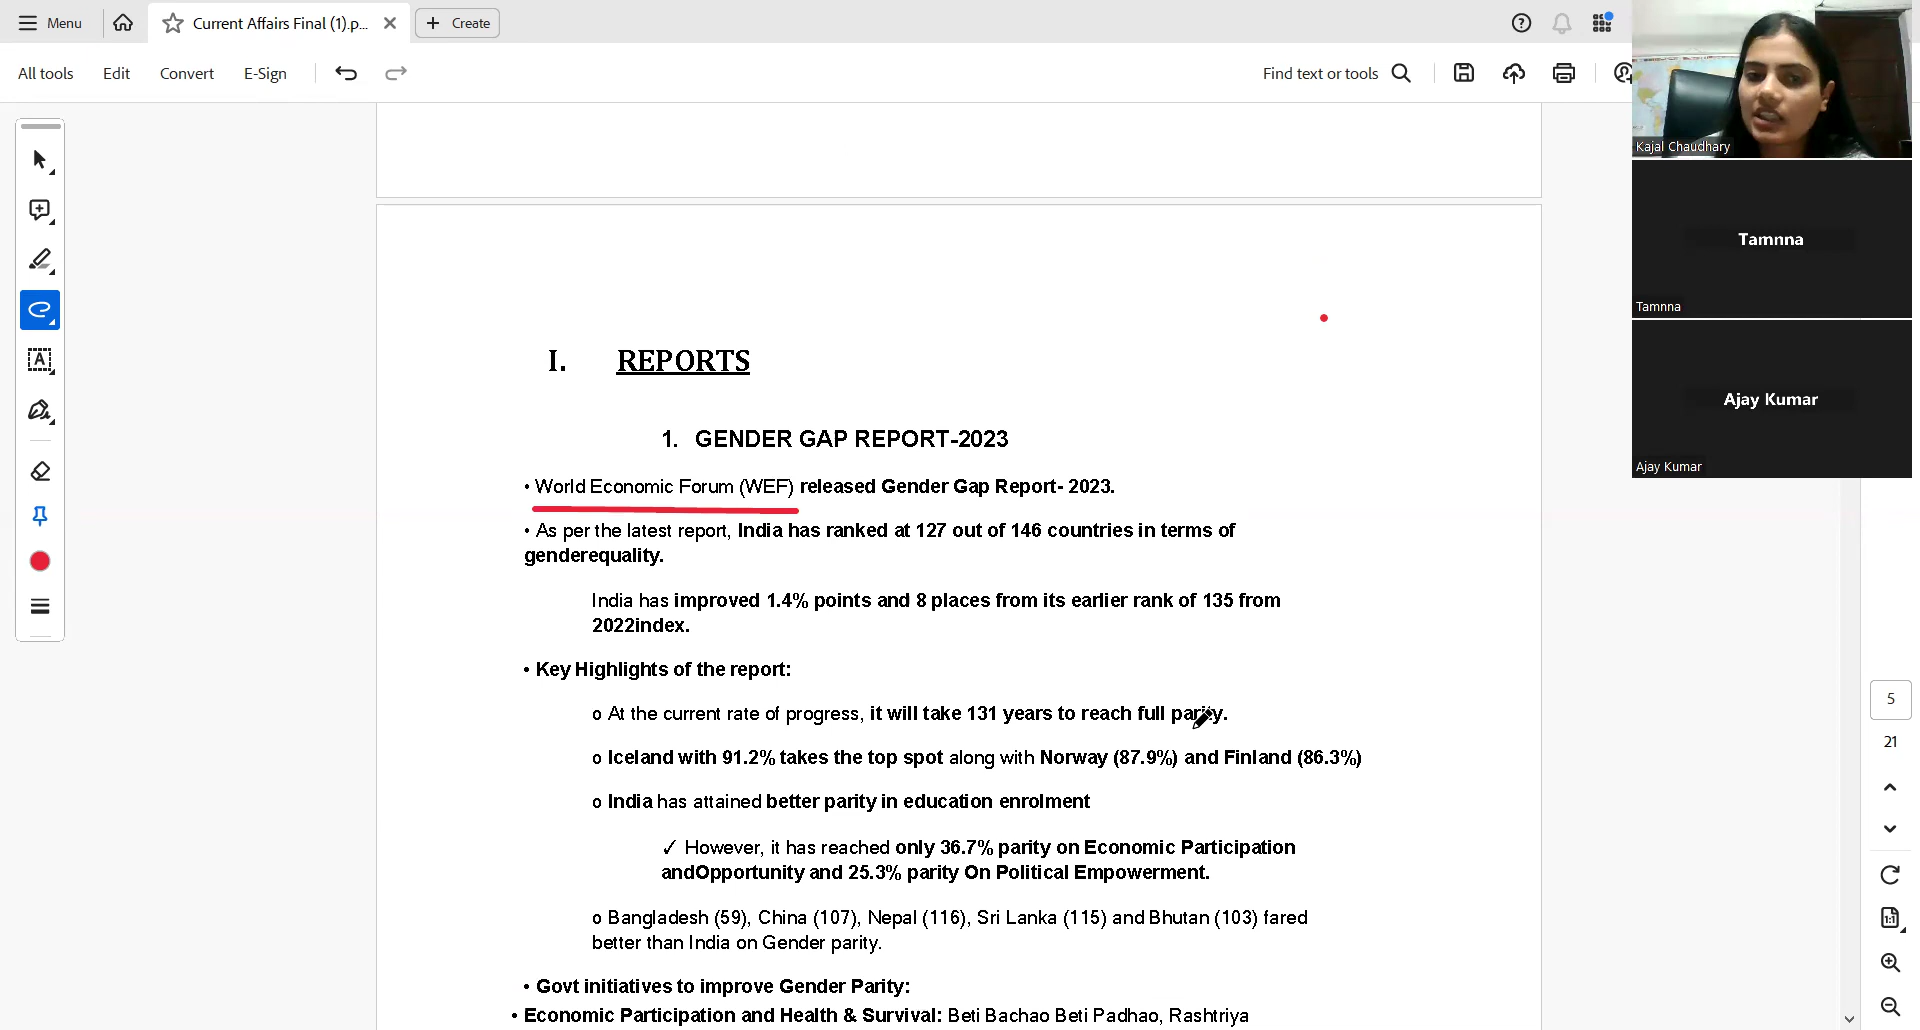 Menu
Current Affairs Final (1).p...
Create
All tools
Edit
Convert
E-Sign
Find text or tools
Kajal Chaudhary
Tamnna
Tamnna
Ajay Kumar
Ajay Kumar
I. REPORTS
1. GENDER GAP REPORT-2023
• World Economic Forum (WEF) released Gender Gap Report- 2023.
• As per the latest report, India has ranked at 127 out of 146 countries in terms of
genderequality.
India has improved 1.4% points and 8 places from its earlier rank of 135 from
2022index.
• Key Highlights of the report:
o At the current rate of progress, it will take 131 years to reach full parity.
o Iceland with 91.2% takes the top spot along with Norway (87.9%) and Finland (86.3%)
o India has attained better parity in education enrolment
✓ However, it has reached only 36.7% parity on Economic Participation
andOpportunity and 25.3% parity On Political Empowerment.
o Bangladesh (59), China (107), Nepal (116), Sri Lanka (115) and Bhutan (103) fared
better than India on Gender parity.
• Govt initiatives to improve Gender Parity:
• Economic Participation and Health & Survival: Beti Bachao Beti Padhao, Rashtriya
5
21